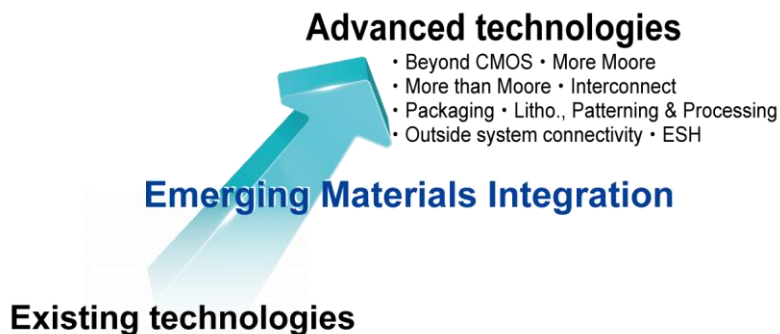 Advanced technologies
・Beyond CMOS・More Moore
・More than Moore・Interconnect
・Packaging・Litho., Patterning & Processing
・Outside system connectivity・ESH
Emerging Materials Integration
Existing technologies